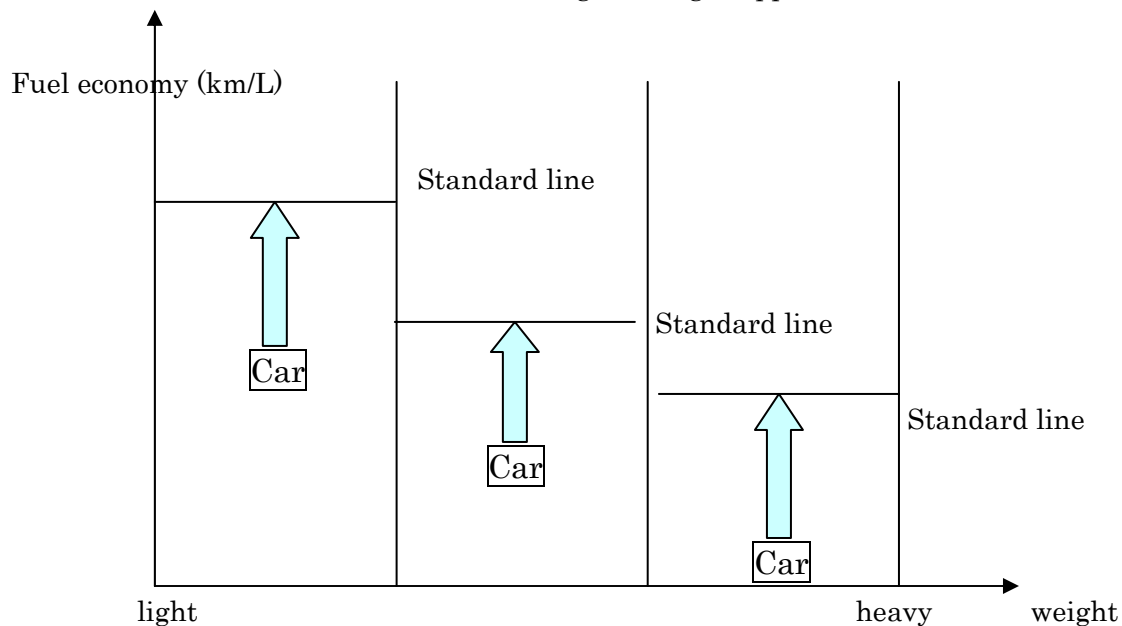 Fuel economy (km/L)
Standard line
Standard line
Car
Standard line
Car
Car
light heavy weight